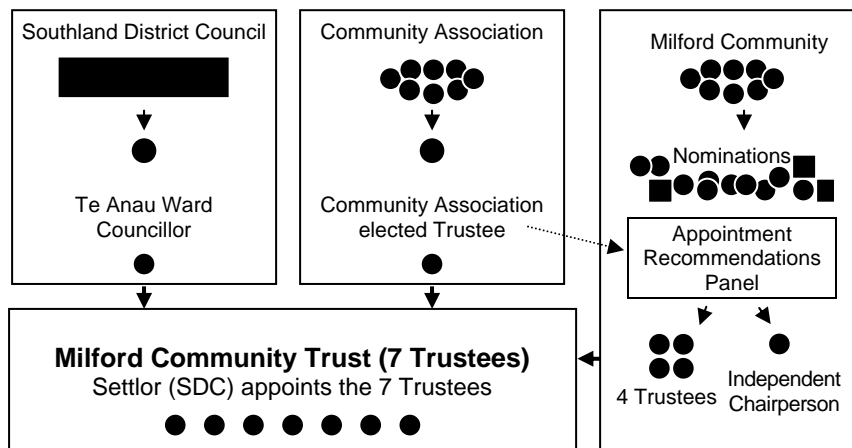 Southland District Council
Te Anau Ward
Councillor
Community Association
Community Association
elected Trustee
Milford Community
Nominations
Appointment
Recommendations
Panel
4 Trustees
Independent
Chairperson
Milford Community Trust (7 Trustees)
Settlor (SDC) appoints the 7 Trustees